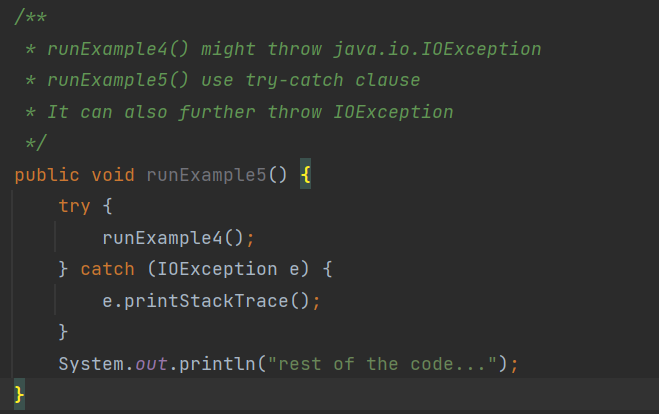 /**
 * runExample4() might throw java.io.IOException
 * runExample5() use try-catch clause
 * It can also further throw IOException
 */
public void runExample5() {
    try {
        runExample4();
    } catch (IOException e) {
        e.printStackTrace();
    }
    System.out.println("rest of the code...");
}